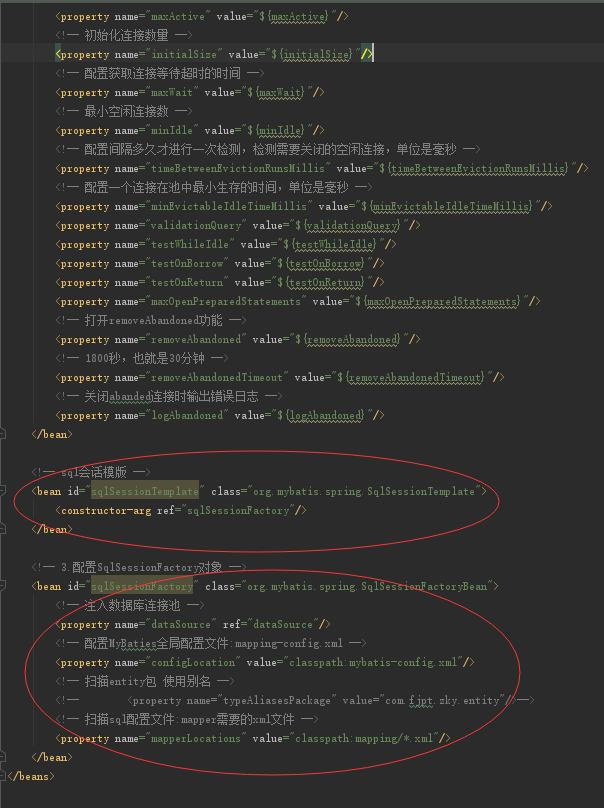 <property name="maxActive" value="${maxActive}"/>
<!-- 初始化连接数量 -->
<property name="initialSize" value="${initialSize}"/>
<!-- 配置获取连接等待超时的时间 -->
<property name="maxWait" value="${maxWait}"/>
<!-- 最小空闲连接数 -->
<property name="minIdle" value="${minIdle}"/>
<!-- 配置间隔多久才进行一次检测，检测需要关闭的空闲连接，单位是毫秒 -->
<property name="timeBetweenEvictionRunsMillis" value="${timeBetweenEvictionRunsMillis}"/>
<!-- 配置一个连接在池中最小生存的时间，单位是毫秒 -->
<property name="minEvictableIdleTimeMillis" value="${minEvictableIdleTimeMillis}"/>
<property name="validationQuery" value="${validationQuery}"/>
<property name="testWhileIdle" value="${testWhileIdle}"/>
<property name="testOnBorrow" value="${testOnBorrow}"/>
<property name="testOnReturn" value="${testOnReturn}"/>
<property name="maxOpenPreparedStatements" value="${maxOpenPreparedStatements}"/>
<!-- 打开removeAbandoned功能 -->
<property name="removeAbandoned" value="${removeAbandoned}"/>
<!-- 1800秒，也就是30分钟 -->
<property name="removeAbandonedTimeout" value="${removeAbandonedTimeout}"/>
<!-- 关闭abanded连接时输出错误日志 -->
<property name="logAbandoned" value="${logAbandoned}"/>
</bean>
<!-- sql会话模版 -->
<bean id="sqlSessionTemplate" class="org.mybatis.spring.SqlSessionTemplate">
<constructor-arg ref="sqlSessionFactory"/>
</bean>
<!-- 3.配置SqlSessionFactory对象 -->
<bean id="sqlSessionFactory" class="org.mybatis.spring.SqlSessionFactoryBean">
<!-- 注入数据库连接池 -->
<property name="dataSource" ref="dataSource"/>
<!-- 配置MyBaties全局配置文件:mapping-config.xml -->
<property name="configLocation" value="classpath:mybatis-config.xml"/>
<!-- 扫描entity包 使用别名 -->
<!-- <property name="typeAliasesPackage" value="com.fjpt.zky.entity"/>-->
<!-- 扫描sql配置文件:mapper需要的xml文件 -->
<property name="mapperLocations" value="classpath:mapping/*.xml"/>
</bean>
</beans>